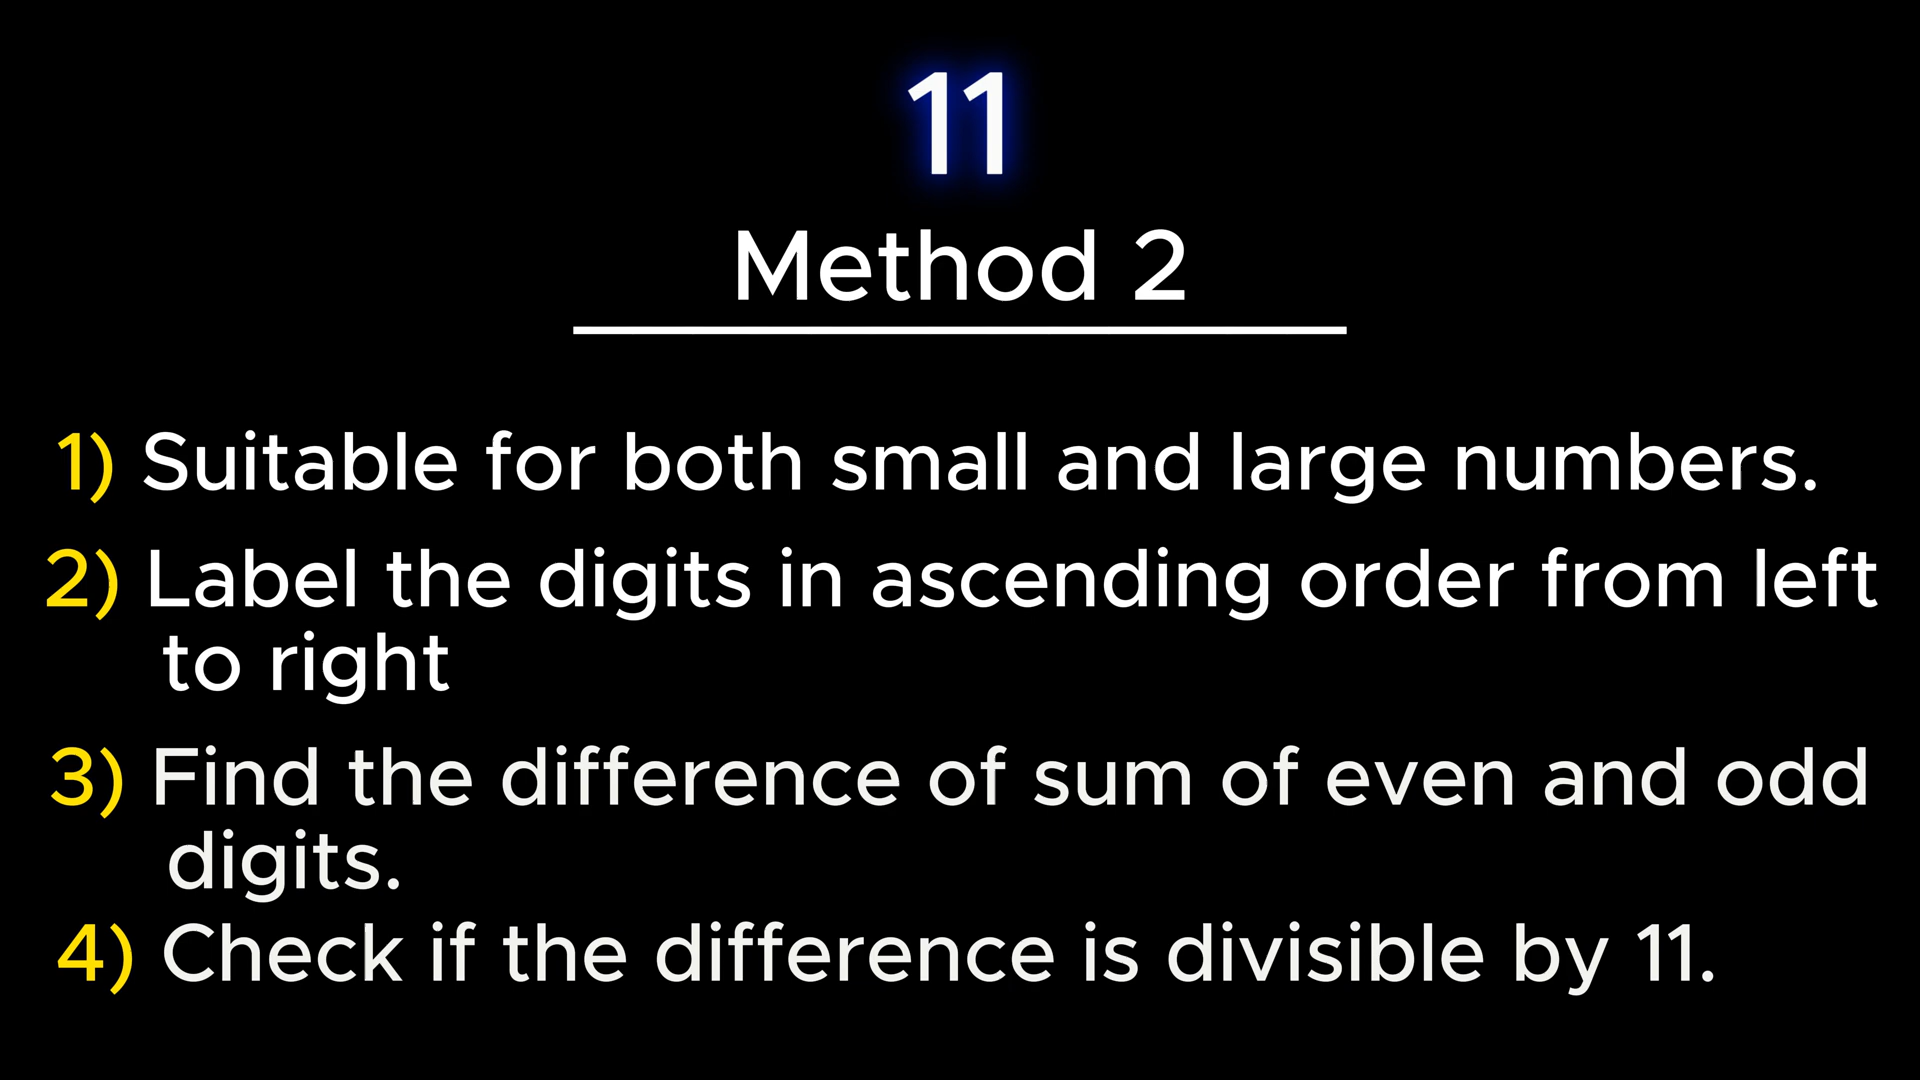 11
Method 2
1) Suitable for both small and large numbers.
2) Label the digits in ascending order from left
to right
3) Find the difference of sum of even and odd
digits.
4) Check if the difference is divisible by 11.